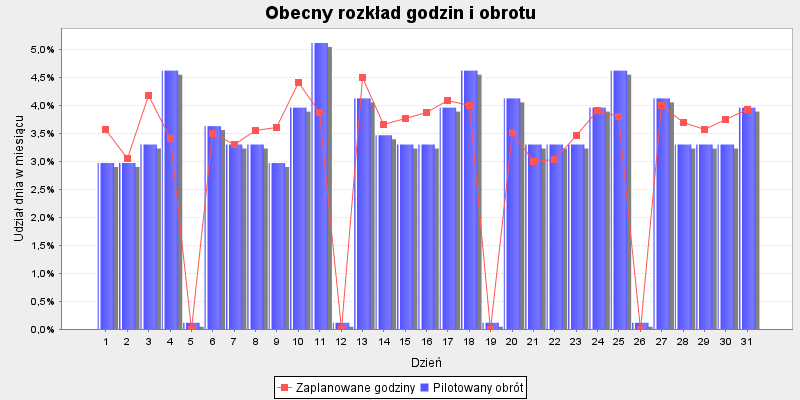 Obecny rozkład godzin i obrotu
Udział dnia w miesiącu
5,0%
4,5%
4,0%
3,5%
3,0%
2,5%
2,0%
1,5%
1,0%
0,5%
0,0%
1 2 3 4 5 6 7 8 9 10 11 12 13 14 15 16 17 18 19 20 21 22 23 24 25 26 27 28 29 30 31
Dzień
Zaplanowane godziny Pilotowany obrót